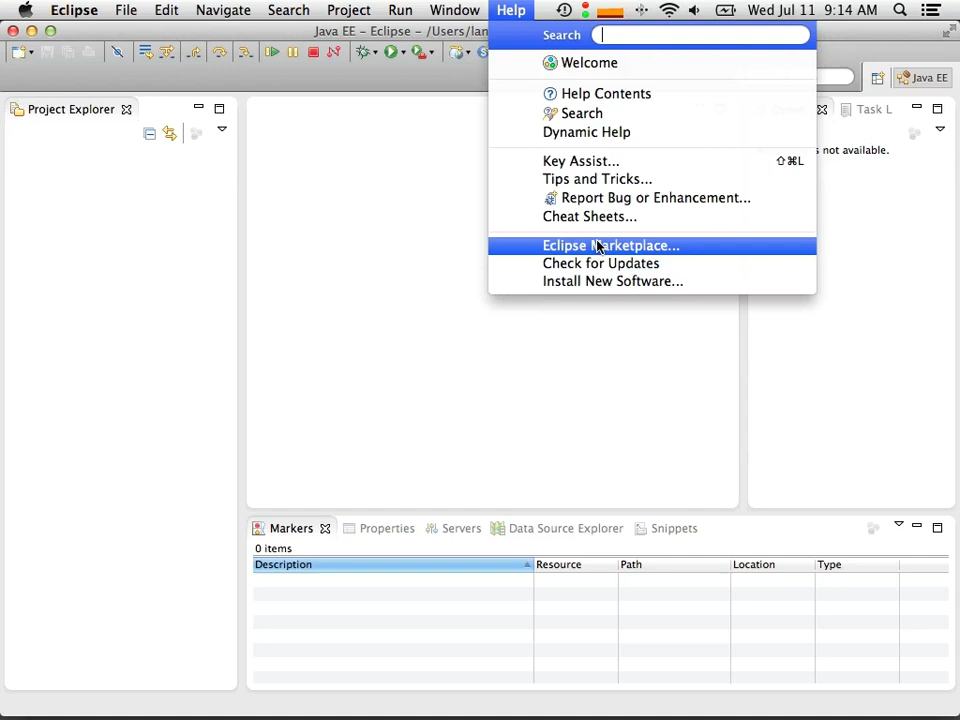 Eclipse File Edit Navigate Search Project Run Window Help Wed Jul 11 9:14 AM
Java EE – Eclipse – /Users/lan
Search
Welcome
Java EE
Help Contents
Project Explorer
Task L
Search
Dynamic Help
s not available.
Key Assist... ⇧⌘L
Tips and Tricks...
Report Bug or Enhancement...
Cheat Sheets...
Eclipse Marketplace...
Check for Updates
Install New Software...
Markers Properties Servers Data Source Explorer Snippets
0 items
Description Resource Path Location Type